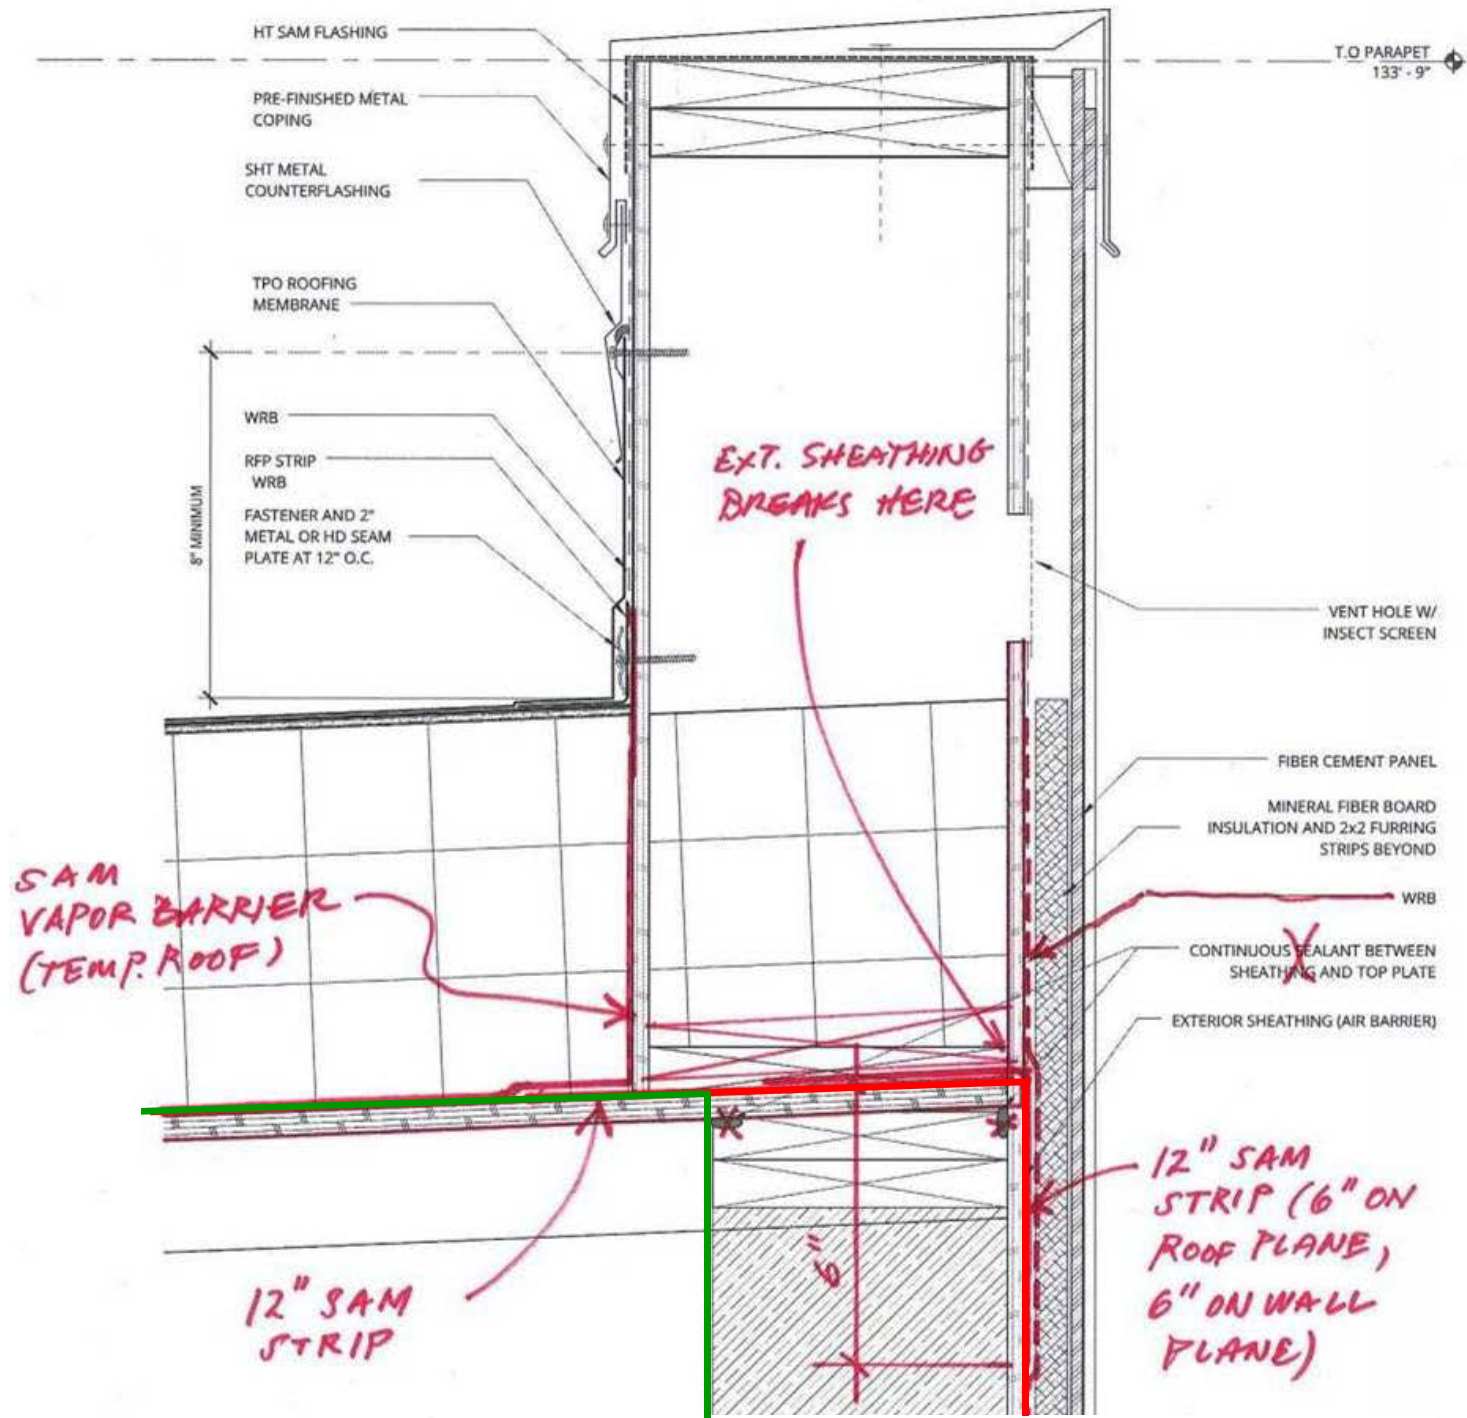 HT SAM FLASHING
PRE-FINISHED METAL
COPING
SHT METAL
COUNTERFLASHING
TPO ROOFING
MEMBRANE
WRB
RFP STRIP
WRB
FASTENER AND 2"
METAL OR HD SEAM
PLATE AT 12" O.C.
8" MINIMUM
T.O PARAPET
133' - 9"
EXT. SHEATHING
BREAKS HERE
VENT HOLE W/
INSECT SCREEN
FIBER CEMENT PANEL
MINERAL FIBER BOARD
INSULATION AND 2x2 FURRING
STRIPS BEYOND
WRB
CONTINUOUS SEALANT BETWEEN
SHEATHING AND TOP PLATE
EXTERIOR SHEATHING (AIR BARRIER)
SAM
VAPOR BARRIER
(TEMP. ROOF)
12" SAM
STRIP
6"
12" SAM
STRIP (6" ON
ROOF PLANE,
6" ON WALL
PLANE)